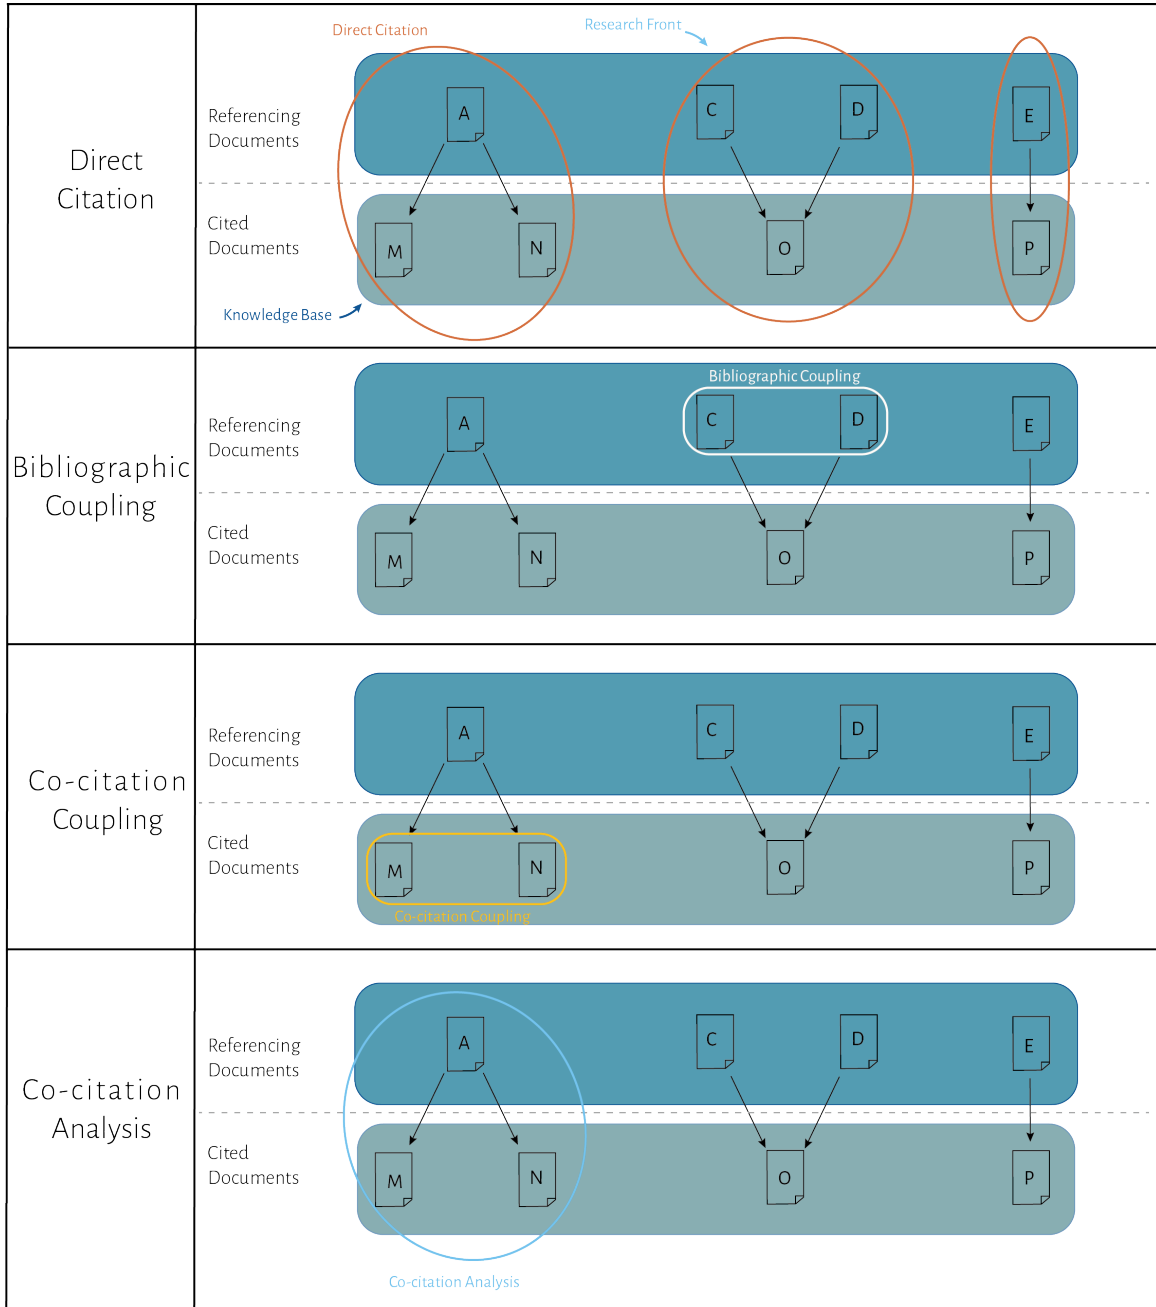 Direct Citation
Research Front
Direct
Citation
Referencing
Documents
A
C
D
E
Cited
Documents
M
N
O
P
Knowledge Base
Bibliographic
Coupling
Bibliographic Coupling
Referencing
Documents
A
C
D
E
Cited
Documents
M
N
O
P
Co-citation
Coupling
Referencing
Documents
A
C
D
E
Cited
Documents
M
N
O
P
Co-citation Coupling
Co-citation
Analysis
Referencing
Documents
A
C
D
E
Cited
Documents
M
N
O
P
Co-citation Analysis